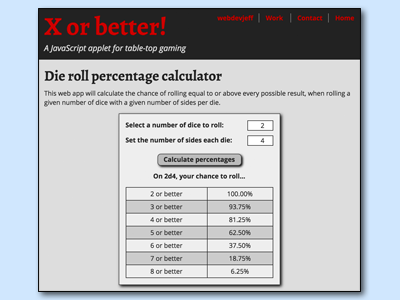 X or better!
webdevjeff Work Contact Home
A JavaScript applet for table-top gaming
Die roll percentage calculator
This web app will calculate the chance of rolling equal to or above every possible result, when rolling a
given number of dice with a given number of sides per die.
Select a number of dice to roll: 2
Set the number of sides each die: 4
Calculate percentages
On 2d4, your chance to roll...
2 or better 100.00%
3 or better 93.75%
4 or better 81.25%
5 or better 62.50%
6 or better 37.50%
7 or better 18.75%
8 or better 6.25%